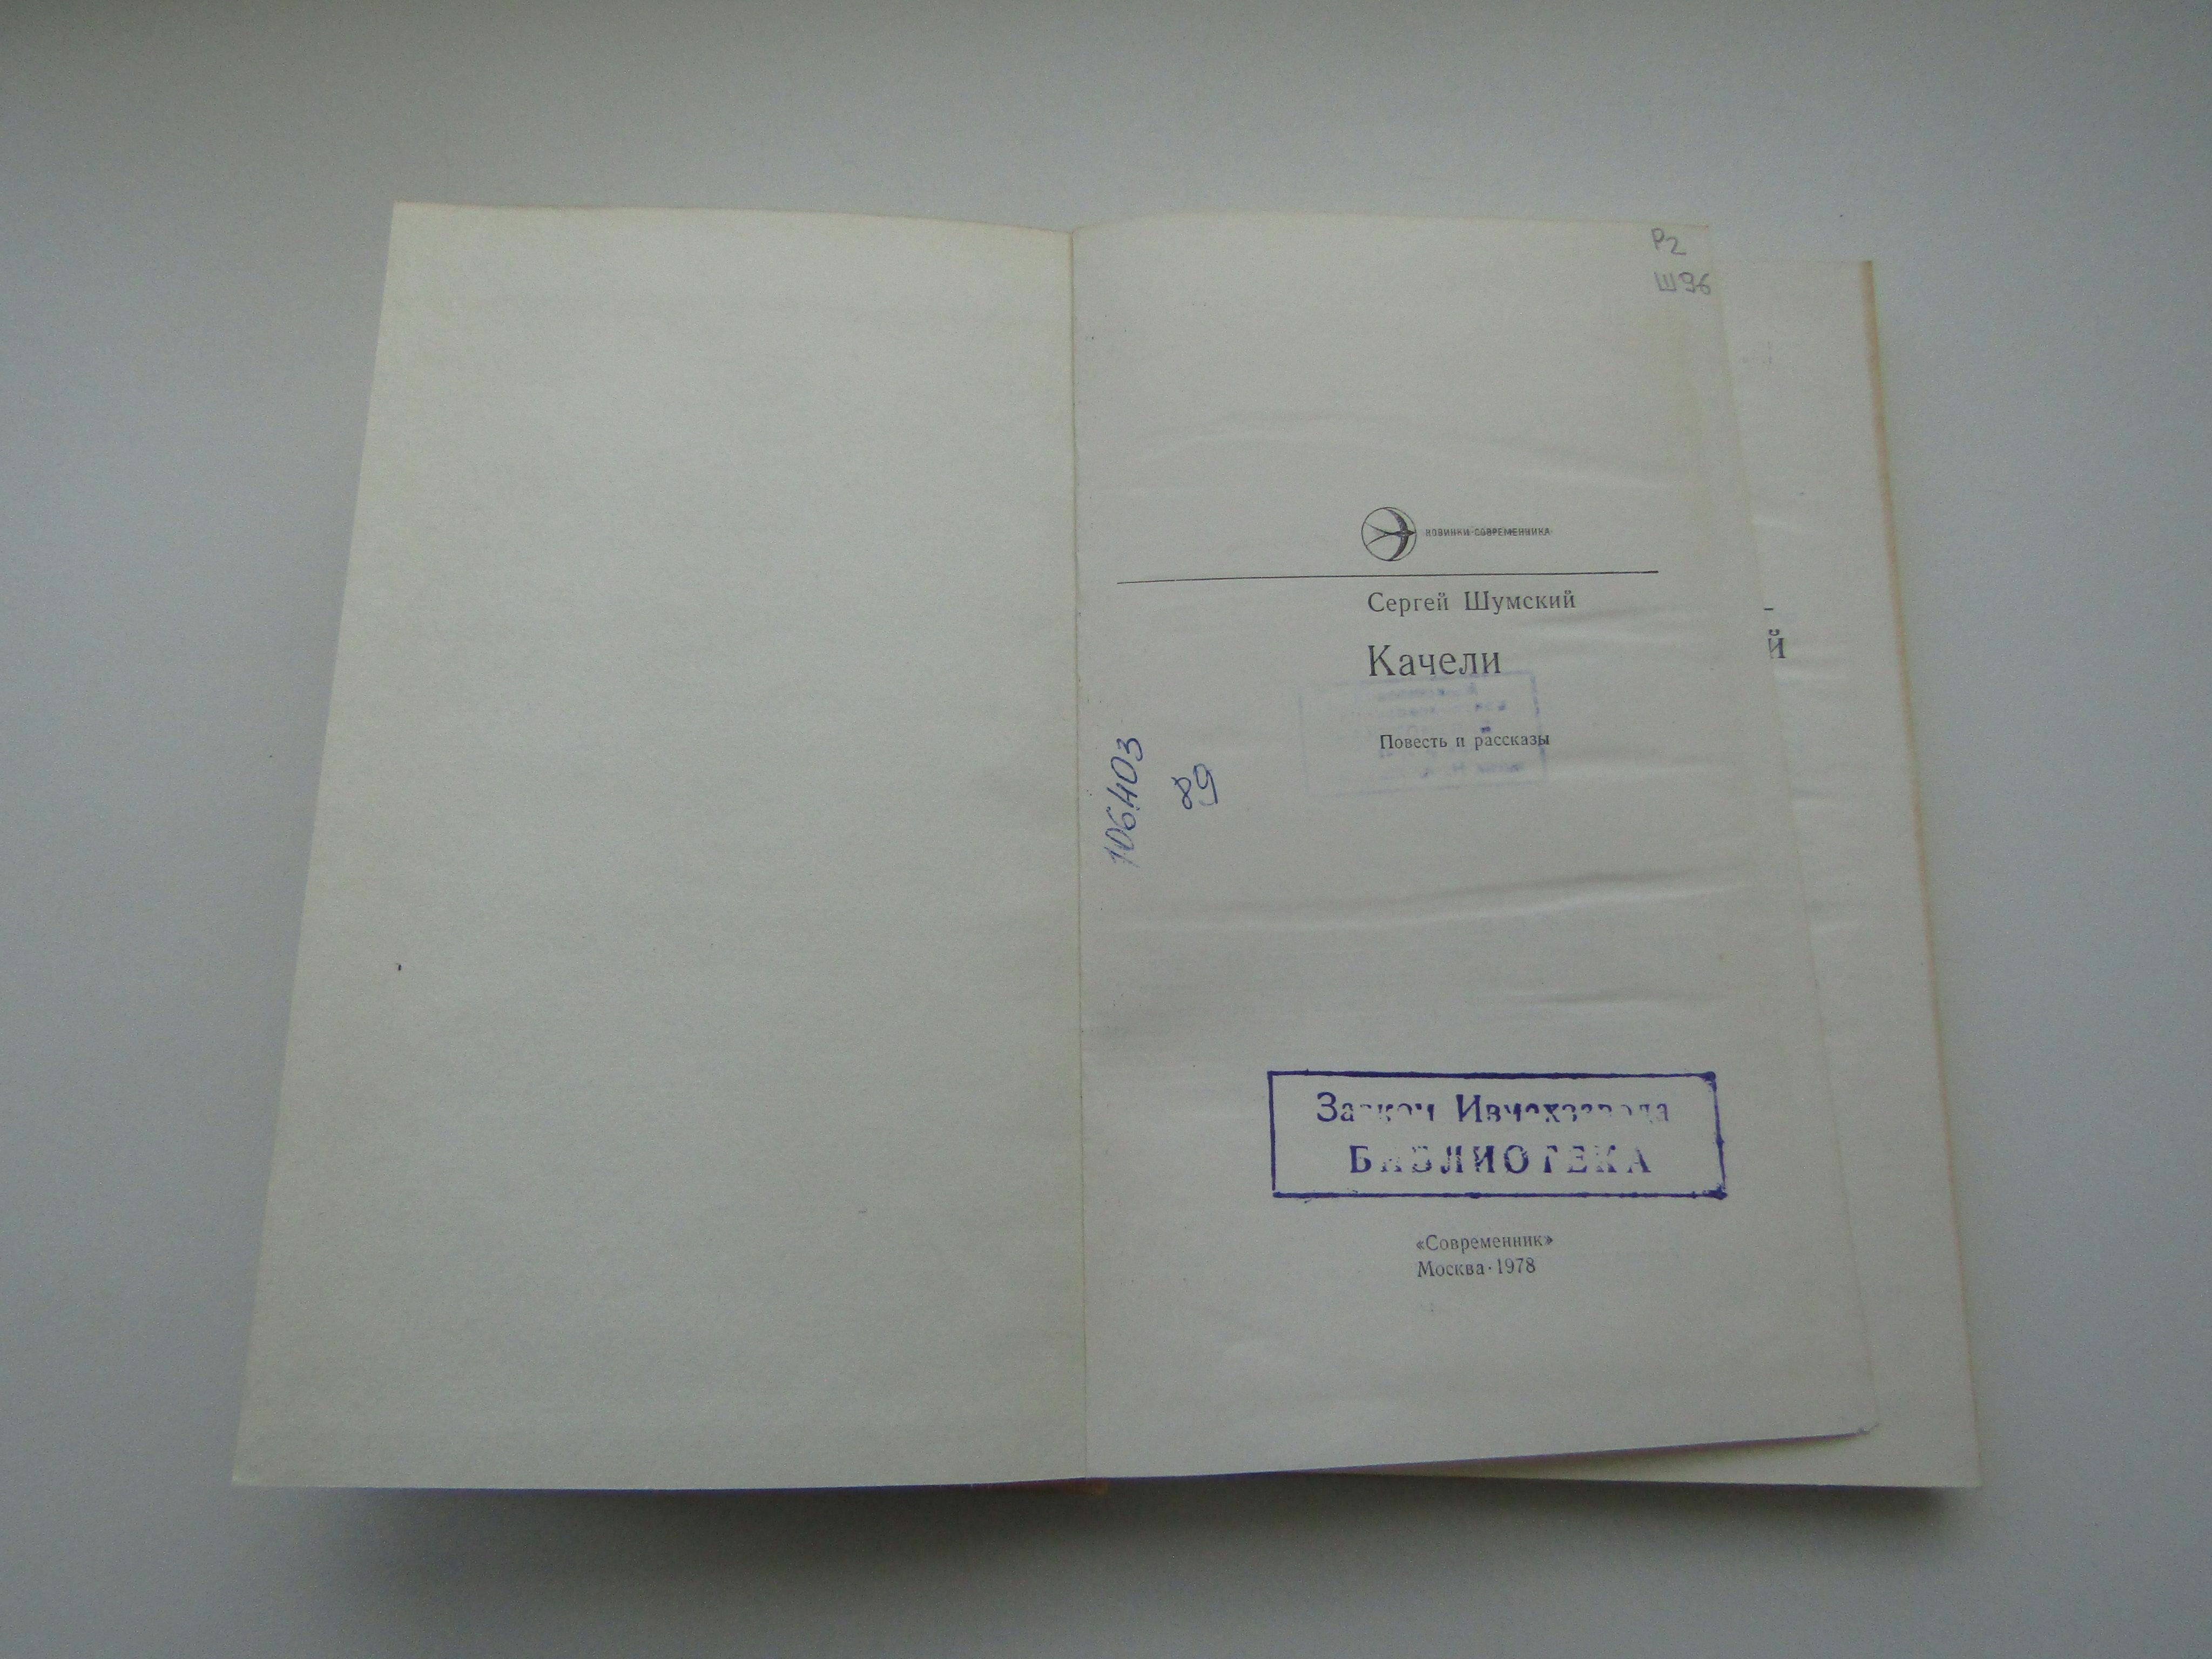 Р2
Ш96
НОВИНКИ·СОВРЕМЕННИКА
Сергей Шумский
Качели
Повесть и рассказы
106403
89
БИБЛИОТЕКА
«Современник»
Москва·1978
й